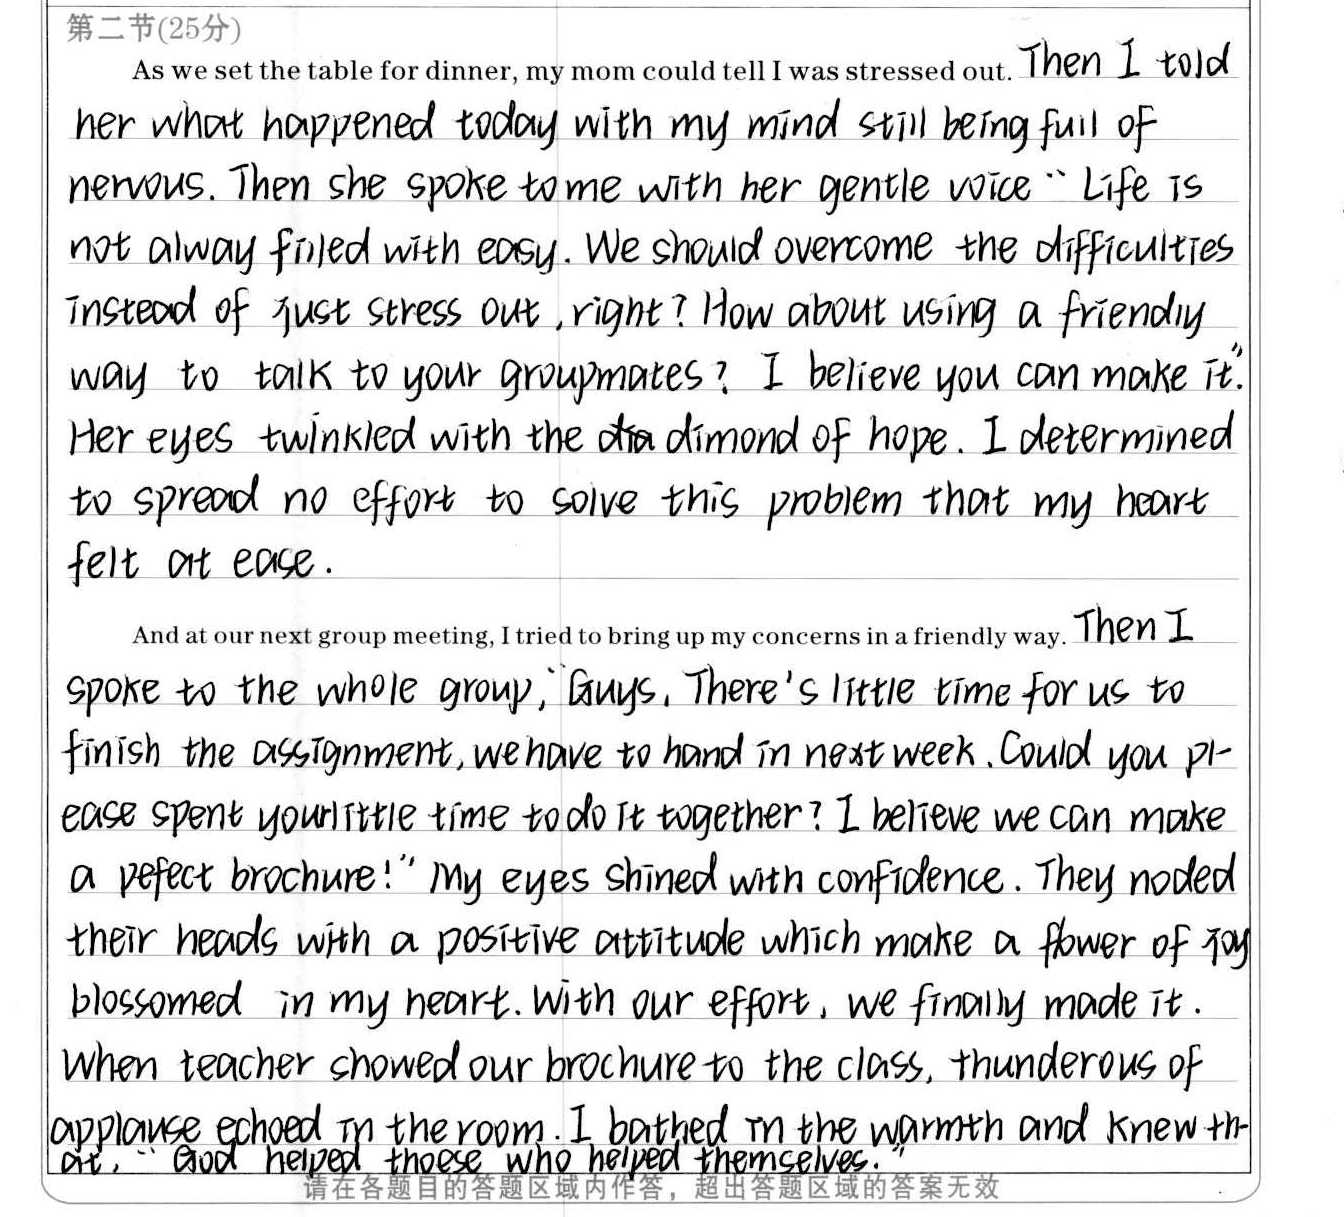 第二节(25分)
As we set the table for dinner, my mom could tell I was stressed out. Then I told
her what happened today with my mind still being full of
nervous. Then she spoke to me with her gentle voice “ Life is
not alway filled with easy. We should overcome the difficulties
instead of just stress out, right? How about using a friendly
way to talk to your groupmates? I believe you can make it.”
Her eyes twinkled with the dimond of hope. I determined
to spread no effort to solve this problem that my heart
felt at ease.
And at our next group meeting, I tried to bring up my concerns in a friendly way. Then I
spoke to the whole group, “Guys, There's little time for us to
finish the assignment, we have to hand in next week. Could you pl-
ease spent your little time to do it together? I believe we can make
a pefect brochure!” My eyes shined with confidence. They noded
their heads with a positive attitude which make a flower of joy
blossomed in my heart. With our effort, we finally made it.
When teacher showed our brochure to the class, thunderous of
applause echoed in the room. I bathed in the warmth and knew th-
at, “ God helped thoese who helped themselves.”
请在各题目的答题区域内作答，超出答题区域的答案无效